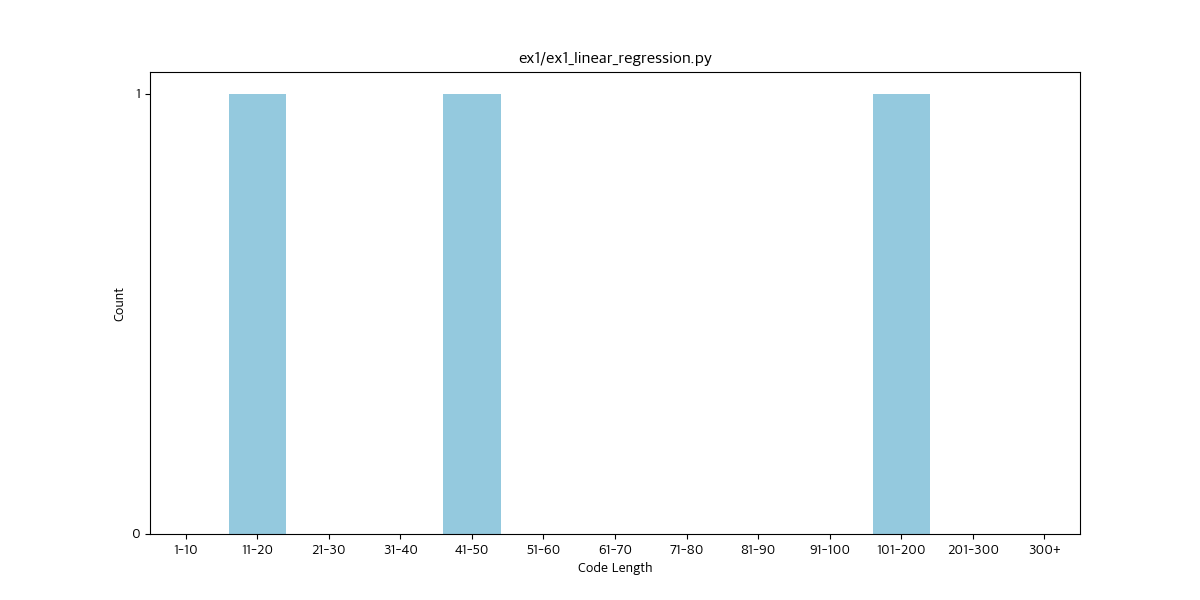 ex1/ex1_linear_regression.py
Count
1
0
1-10 11-20 21-30 31-40 41-50 51-60 61-70 71-80 81-90 91-100 101-200 201-300 300+
Code Length